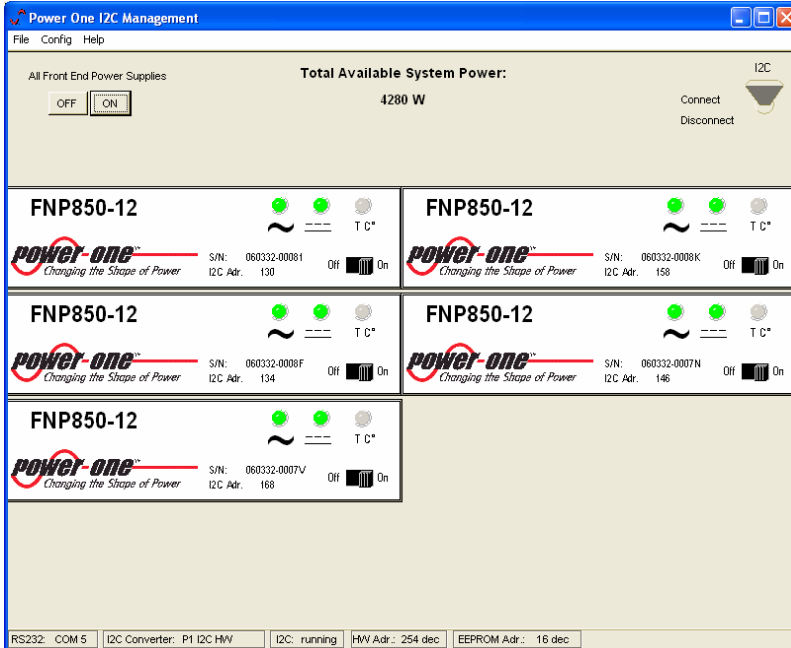 Power One I2C Management
File Config Help
All Front End Power Supplies
OFF ON
Total Available System Power:
4280 W
I2C
Connect
Disconnect
FNP850-12
T C°
power-one™
Changing the Shape of Power
S/N: 060332-00081
I2C Adr. 130
Off On
FNP850-12
T C°
power-one™
Changing the Shape of Power
S/N: 060332-0008K
I2C Adr. 158
Off On
FNP850-12
T C°
power-one™
Changing the Shape of Power
S/N: 060332-0008F
I2C Adr. 134
Off On
FNP850-12
T C°
power-one™
Changing the Shape of Power
S/N: 060332-0007N
I2C Adr. 146
Off On
FNP850-12
T C°
power-one™
Changing the Shape of Power
S/N: 060332-0007V
I2C Adr. 168
Off On
RS232: COM 5 I2C Converter: P1 I2C HW I2C: running HW Adr.: 254 dec EEPROM Adr.: 16 dec